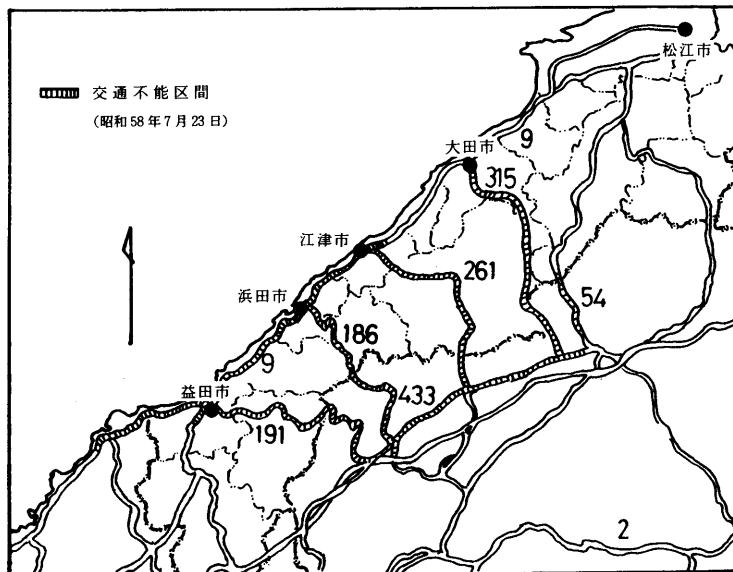 松江市
交通不能区間
(昭和58年7月23日)
9
大田市
315
江津市
261
54
浜田市
186
9
益田市
433
191
2